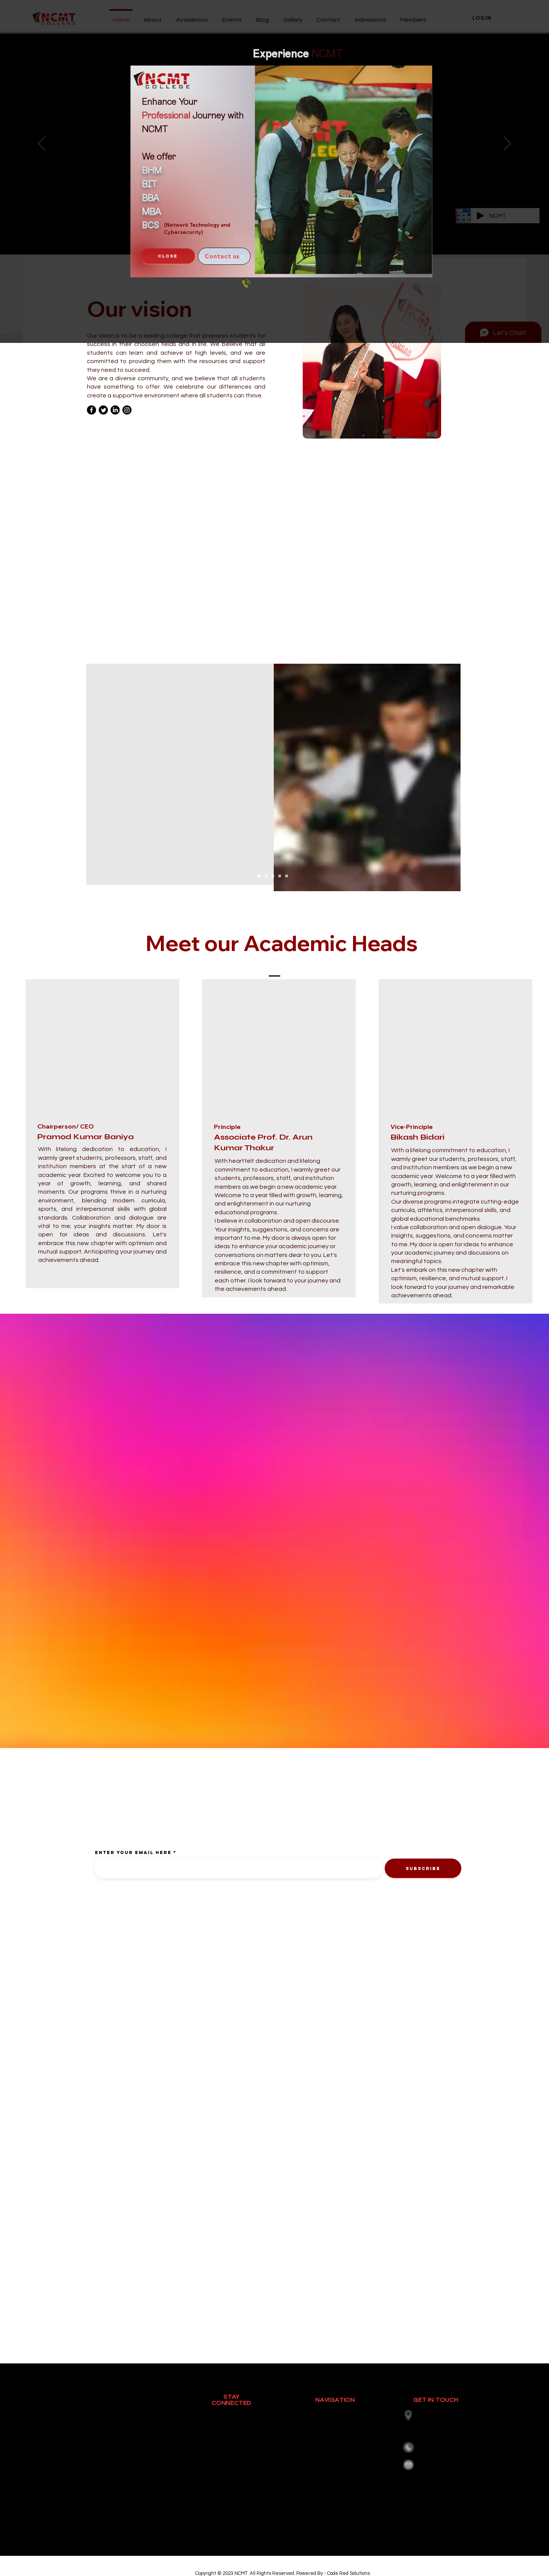 NCMT
COLLEGE
Home
About
Academics
Events
Blog
Gallery
Contact
Admissions
Members
LOGIN
Experience NCMT
NCMT
COLLEGE
Enhance Your
Professional Journey with
NCMT
We offer
BHM
BIT
BBA
MBA
BCS (Network Technology and
Cybersecurity)
CLOSE
Contact us
NCMT
Let's Chat!
Our vision
Our vision is to be a leading college that prepares students for
success in their choosen fields and in life. We believe that all
students can learn and achieve at high levels, and we are
committed to providing them with the resources and support
they need to succeed.
We are a diverse community, and we believe that all students
have something to offer. We celebrate our differences and
create a supportive environment where all students can thrive.
Meet our Academic Heads
Chairperson/ CEO
Pramod Kumar Baniya
With lifelong dedication to education, I
warmly greet students, professors, staff, and
institution members at the start of a new
academic year. Excited to welcome you to a
year of growth, learning, and shared
moments. Our programs thrive in a nurturing
environment, blending modern curricula,
sports, and interpersonal skills with global
standards. Collaboration and dialogue are
vital to me; your insights matter. My door is
open for ideas and discussions. Let's
embrace this new chapter with optimism and
mutual support. Anticipating your journey and
achievements ahead.
Principle
Associate Prof. Dr. Arun
Kumar Thakur
With heartfelt dedication and lifelong
commitment to education, I warmly greet our
students, professors, staff, and institution
members as we begin a new academic year.
Welcome to a year filled with growth, learning,
and enlightenment in our nurturing
educational programs.
I believe in collaboration and open discourse.
Your insights, suggestions, and concerns are
important to me. My door is always open for
ideas to enhance your academic journey or
conversations on matters dear to you. Let's
embrace this new chapter with optimism,
resilience, and a commitment to support
each other. I look forward to your journey and
the achievements ahead.
Vice-Principle
Bikash Bidari
With a lifelong commitment to education, I
warmly greet our students, professors, staff,
and institution members as we begin a new
academic year. Welcome to a year filled with
growth, learning, and enlightenment in our
nurturing programs.
Our diverse programs integrate cutting-edge
curricula, athletics, interpersonal skills, and
global educational benchmarks.
I value collaboration and open dialogue. Your
insights, suggestions, and concerns matter
to me. My door is open for ideas to enhance
your academic journey and discussions on
meaningful topics.
Let's embark on this new chapter with
optimism, resilience, and mutual support. I
look forward to your journey and remarkable
achievements ahead.
Enter your email here *
SUBSCRIBE
STAY
CONNECTED
NAVIGATION
GET IN TOUCH
Copyright © 2023 NCMT. All Rights Reserved. Powered By - Code Red Solutions